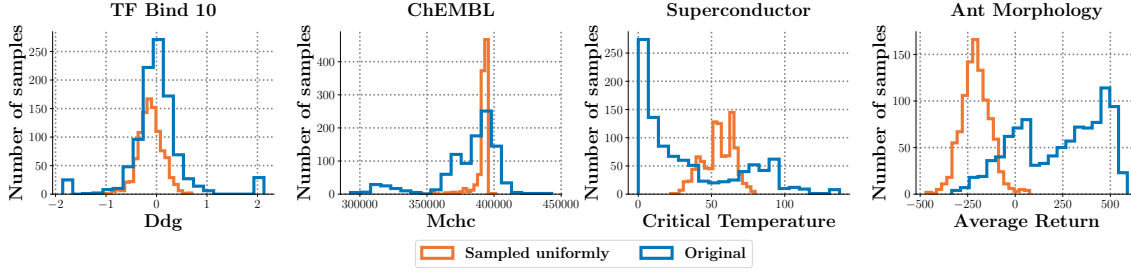 TF Bind 10
Number of samples
250
200
150
100
50
0
−2 −1 0 1 2
Ddg
ChEMBL
Number of samples
400
300
200
100
0
300000 350000 400000 450000
Mchc
Superconductor
Number of samples
250
200
150
100
50
0
0 50 100
Critical Temperature
Ant Morphology
Number of samples
150
100
50
0
−500 −250 0 250 500
Average Return
Sampled uniformly Original